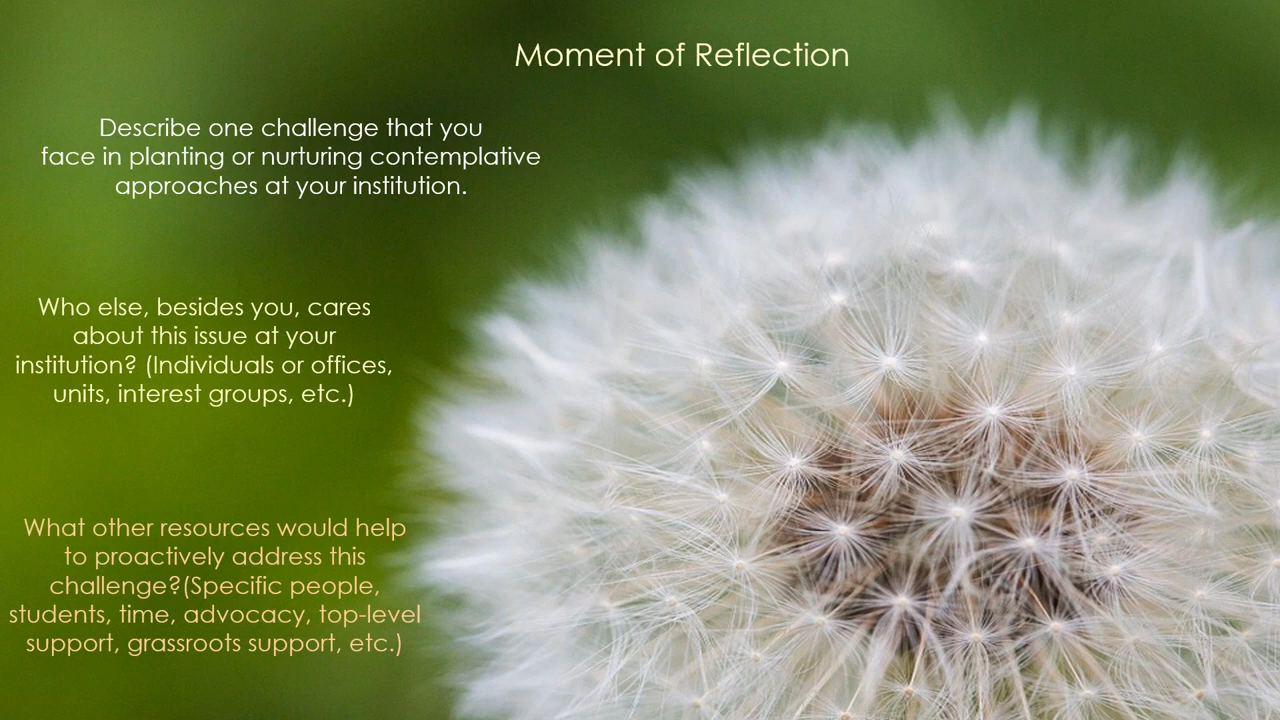 Moment of Reflection
Describe one challenge that you
face in planting or nurturing contemplative
approaches at your institution.
Who else, besides you, cares
about this issue at your
institution? (Individuals or offices,
units, interest groups, etc.)
What other resources would help
to proactively address this
challenge?(Specific people,
students, time, advocacy, top-level
support, grassroots support, etc.)